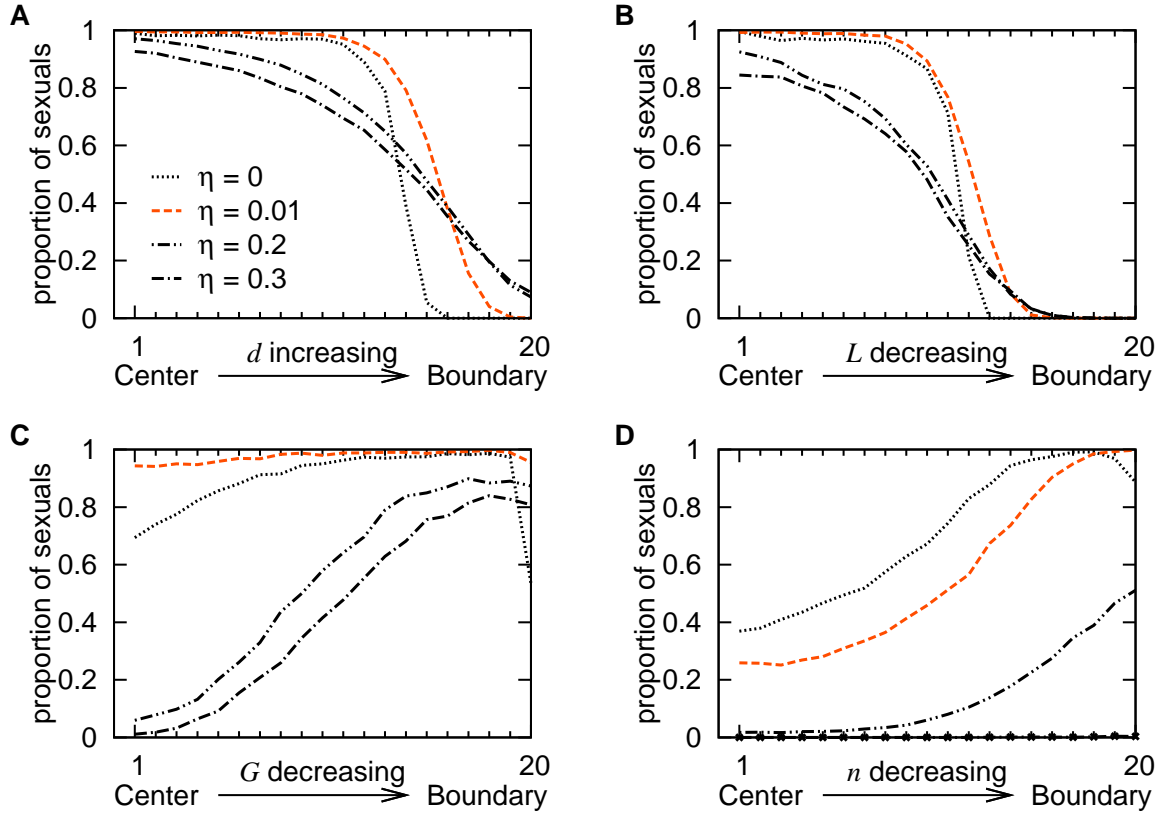 A
proportion of sexuals
1
0.8
0.6
0.4
0.2
0
η = 0
η = 0.01
η = 0.2
η = 0.3
1
d increasing
20
Center
Boundary
B
proportion of sexuals
1
0.8
0.6
0.4
0.2
0
1
L decreasing
20
Center
Boundary
C
proportion of sexuals
1
0.8
0.6
0.4
0.2
0
1
G decreasing
20
Center
Boundary
D
proportion of sexuals
1
0.8
0.6
0.4
0.2
0
1
n decreasing
20
Center
Boundary